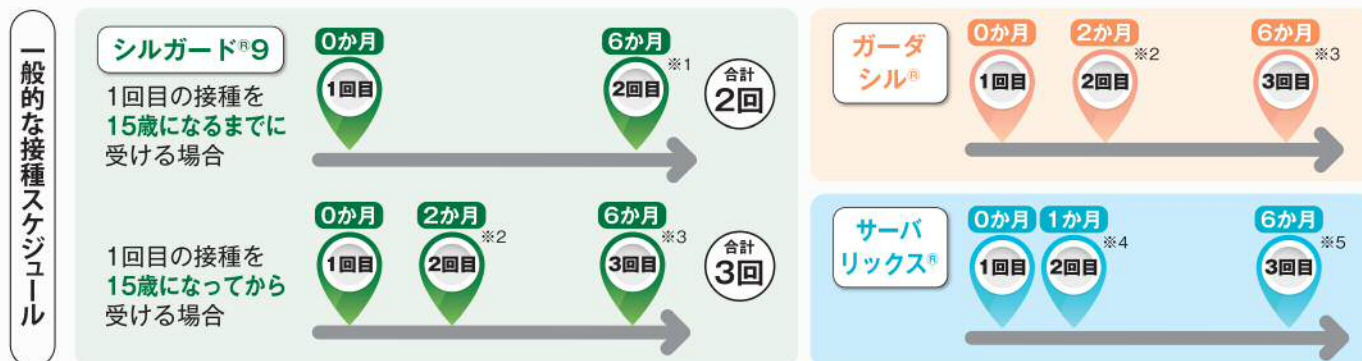 一般的な接種スケジュール
シルガード®9
1回目の接種を
15歳になるまでに
受ける場合
0か月
1回目
6か月
※1
2回目
合計
2回
1回目の接種を
15歳になってから
受ける場合
0か月
1回目
2か月
※2
2回目
6か月
※3
3回目
合計
3回
ガーダ
シル®
0か月
1回目
2か月
※2
2回目
6か月
※3
3回目
サーバ
リックス®
0か月
1回目
1か月
※4
2回目
6か月
※5
3回目